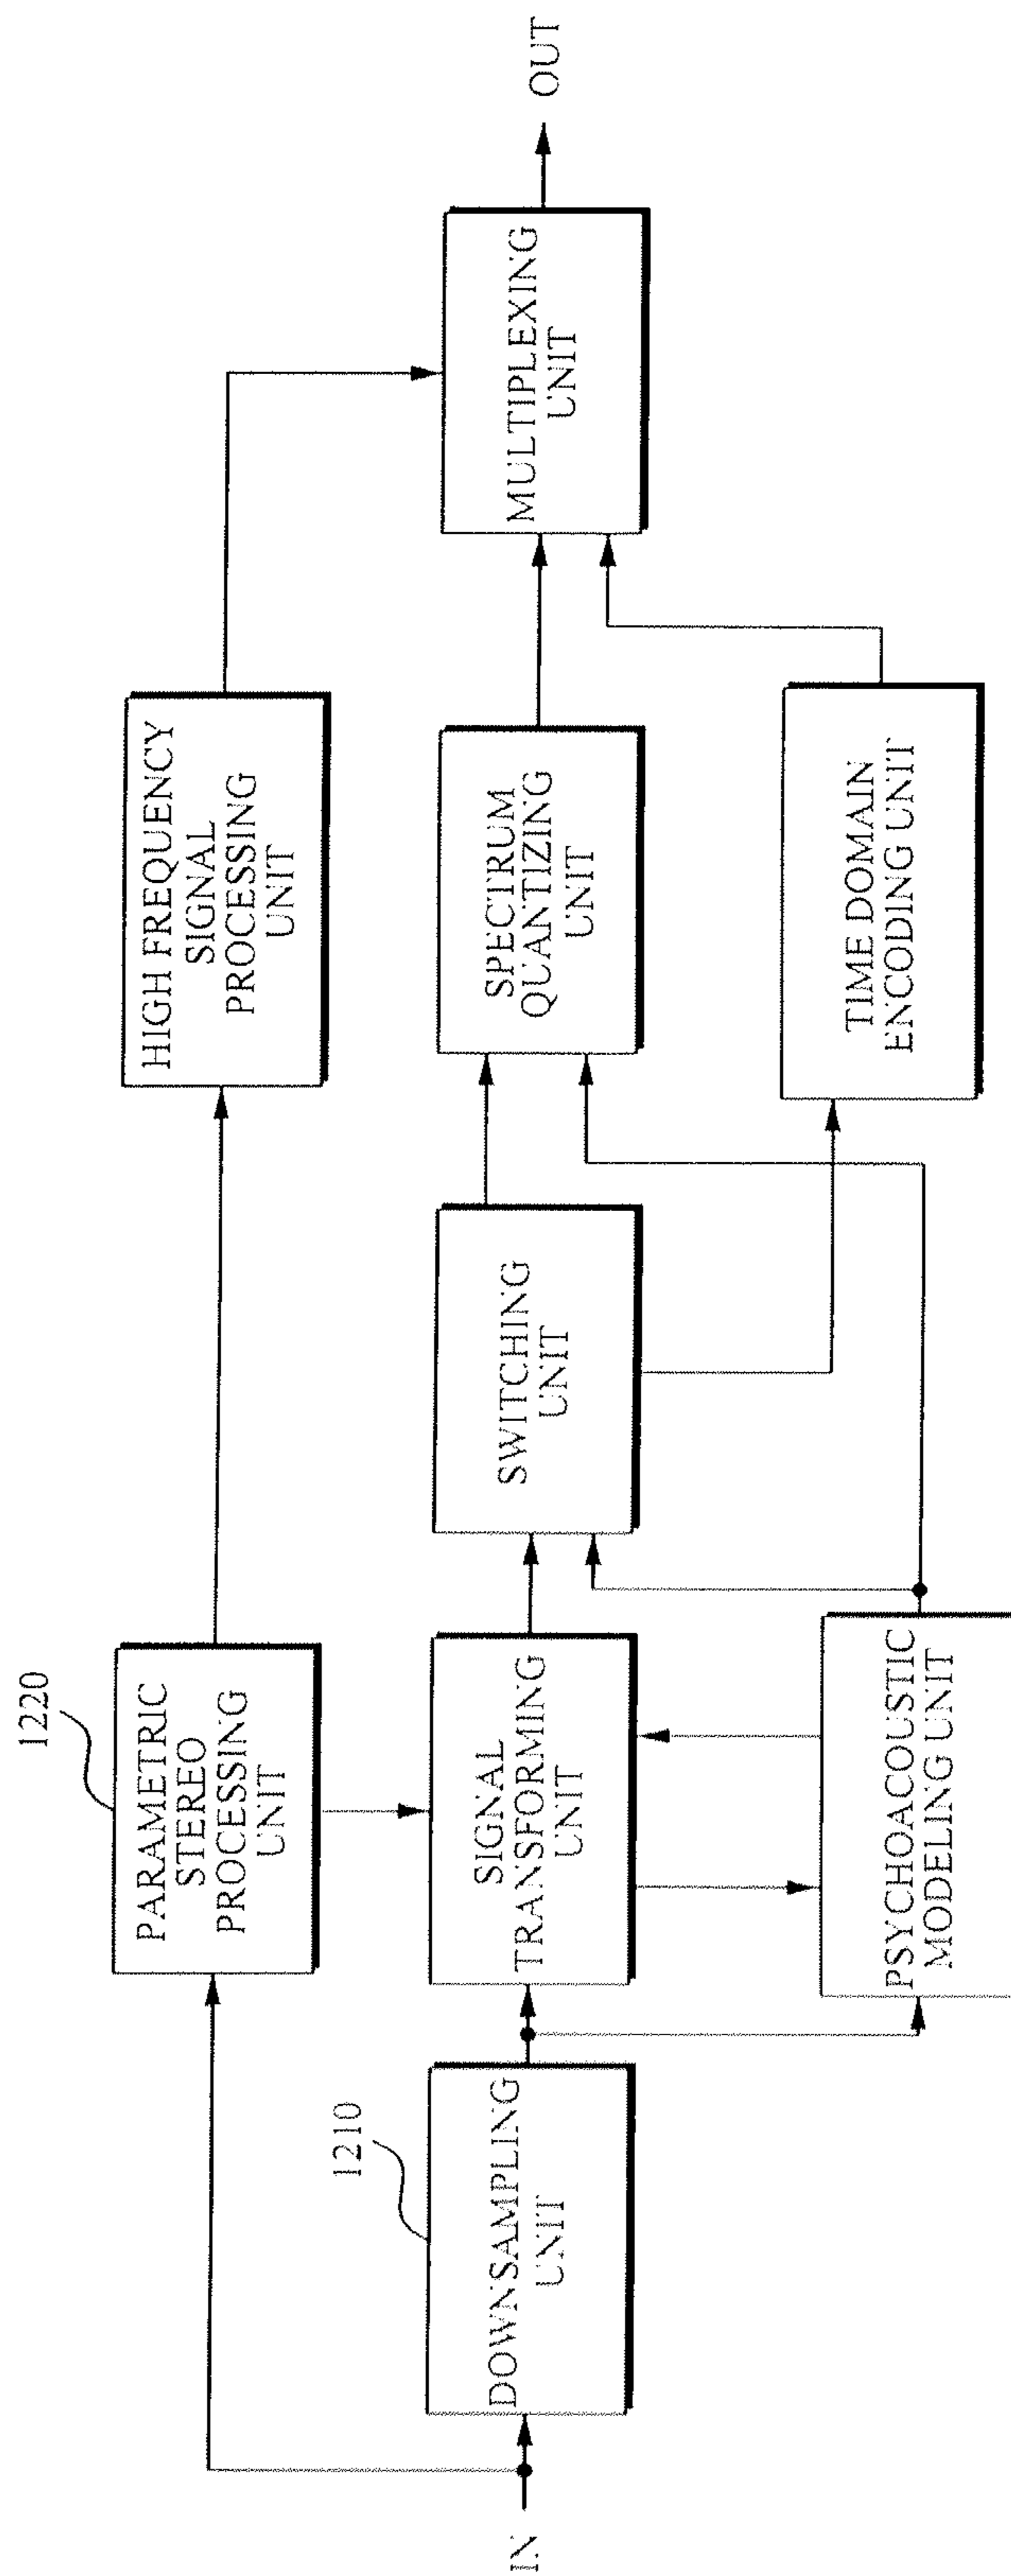 IN
1210
DOWNSAMPLING
UNIT
1220
PARAMETRIC
STEREO
PROCESSING
UNIT
SIGNAL
TRANSFORMING
UNIT
PSYCHOACOUSTIC
MODELING UNIT
SWITCHING
UNIT
HIGH FREQUENCY
SIGNAL
PROCESSING
UNIT
SPECTRUM
QUANTIZING
UNIT
TIME DOMAIN
ENCODING UNIT
MULTIPLEXING
UNIT
OUT